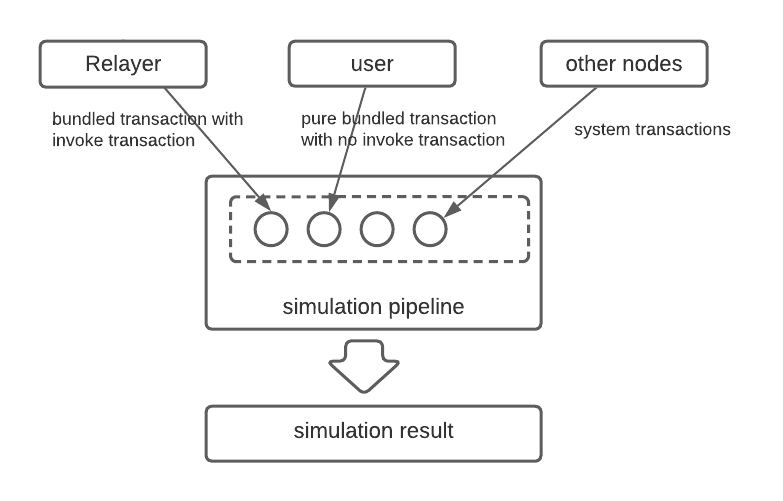 Relayer
user
other nodes
bundled transaction with
invoke transaction
pure bundled transaction
with no invoke transaction
system transactions
simulation pipeline
simulation result